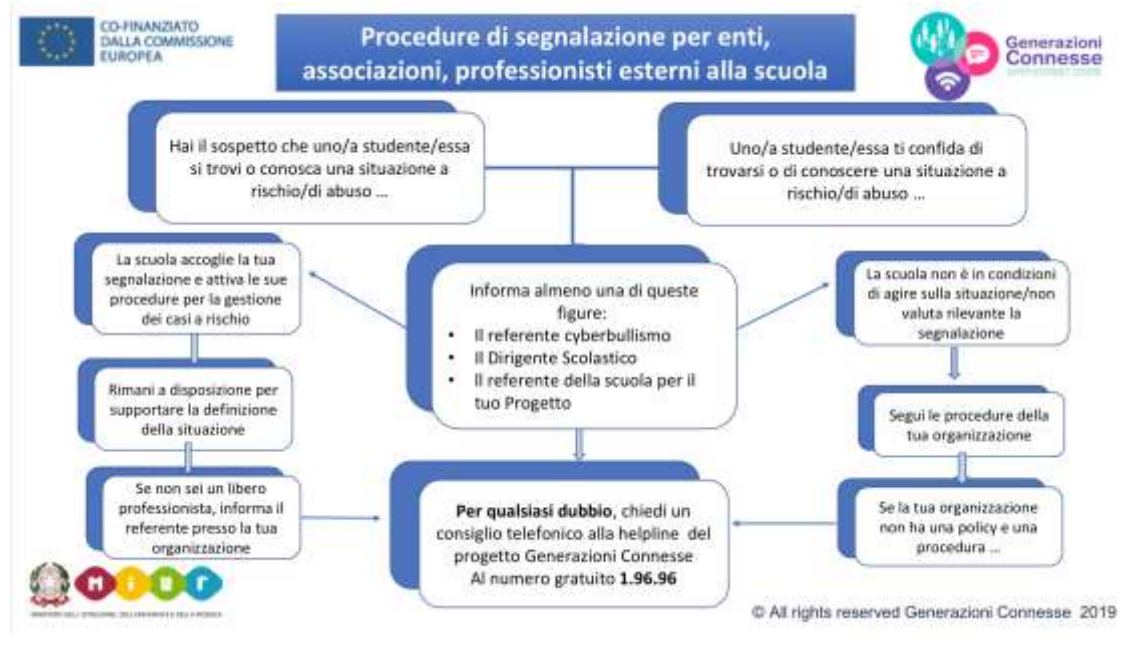 CO-FINANZIATO
DALLA COMMISSIONE
EUROPEA
Procedure di segnalazione per enti,
associazioni, professionisti esterni alla scuola
Generazioni
Connesse
Hai il sospetto che uno/a studente/essa
si trovi o conosca una situazione a
rischio/di abuso ...
Uno/a studente/essa ti confida di
trovarsi o di conoscere una situazione a
rischio/di abuso ...
La scuola accoglie la tua
segnalazione e attiva le sue
procedure per la gestione
dei casi a rischio
Informa almeno una di queste
figure:
• Il referente cyberbullismo
• Il Dirigente Scolastico
• Il referente della scuola per il
tuo Progetto
La scuola non è in condizioni
di agire sulla situazione/non
valuta rilevante la
segnalazione
Rimani a disposizione per
supportare la definizione
della situazione
Segui le procedure della
tua organizzazione
Se non sei un libero
professionista, informa il
referente presso la tua
organizzazione
Per qualsiasi dubbio, chiedi un
consiglio telefonico alla helpline del
progetto Generazioni Connesse
Al numero gratuito 1.96.96
Se la tua organizzazione
non ha una policy e una
procedura ...
MIUR
MINISTERO DELL'ISTRUZIONE, DELL'UNIVERSITÀ E DELLA RICERCA
© All rights reserved Generazioni Connesse 2019